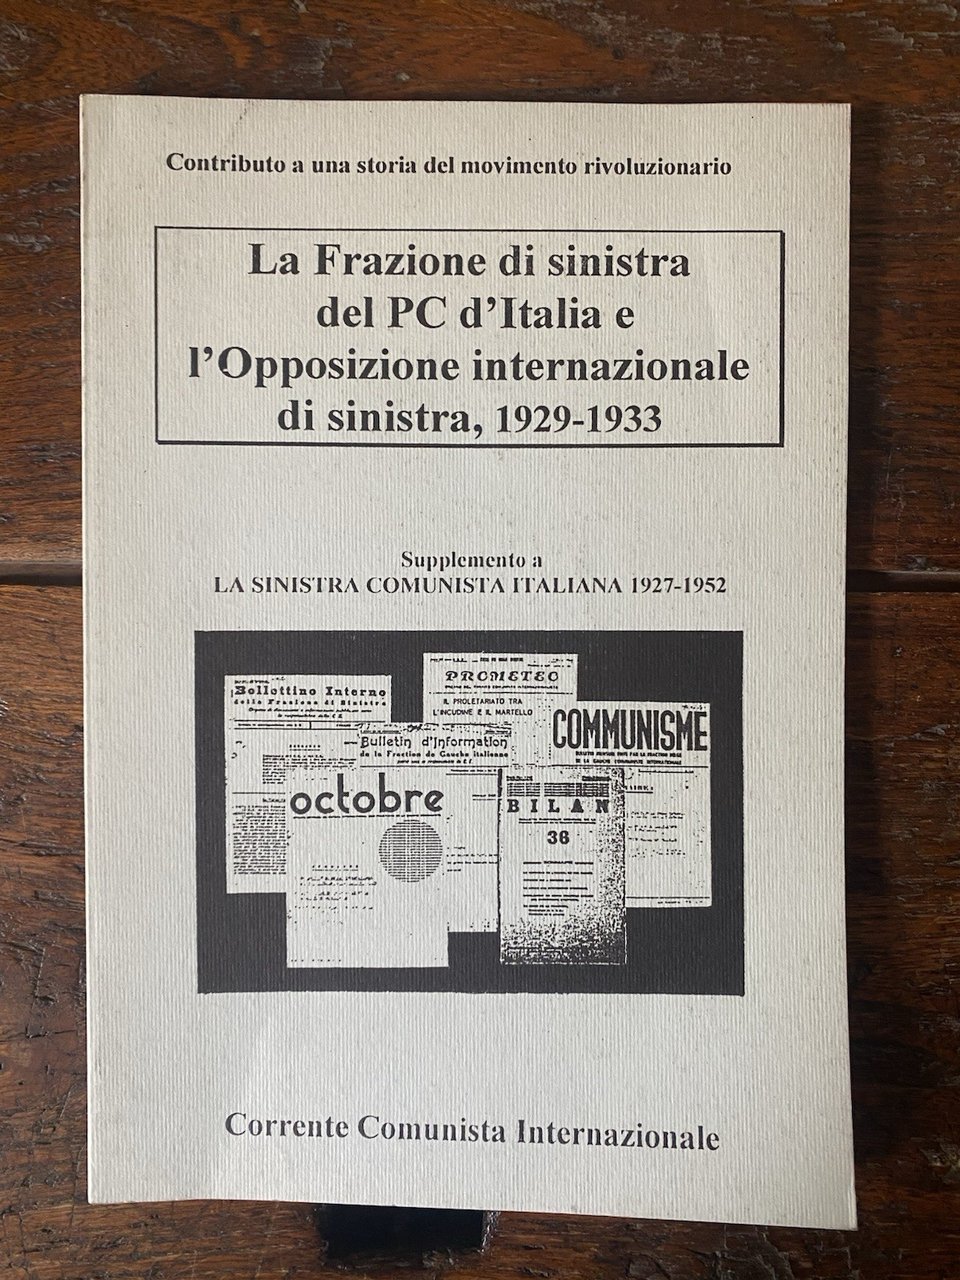 Contributo a una storia del movimento rivoluzionario
La Frazione di sinistra
del PC d'Italia e
l'Opposizione internazionale
di sinistra, 1929-1933
Supplemento a
LA SINISTRA COMUNISTA ITALIANA 1927-1952
Bollettino Interno
della Frazione di Sinistra
PROMETEO
IL PROLETARIATO TRA
L'INCUDINE E IL MARTELLO
COMMUNISME
Bulletin d'Information
de la Fraction de Gauche italienne
octobre
BILAN
36
Corrente Comunista Internazionale